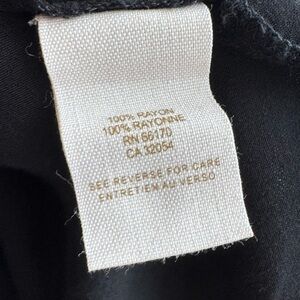 100% RAYON
100% RAYONNE
RN 66170
CA 32054
SEE REVERSE FOR CARE
ENTRETIEN AU VERSO